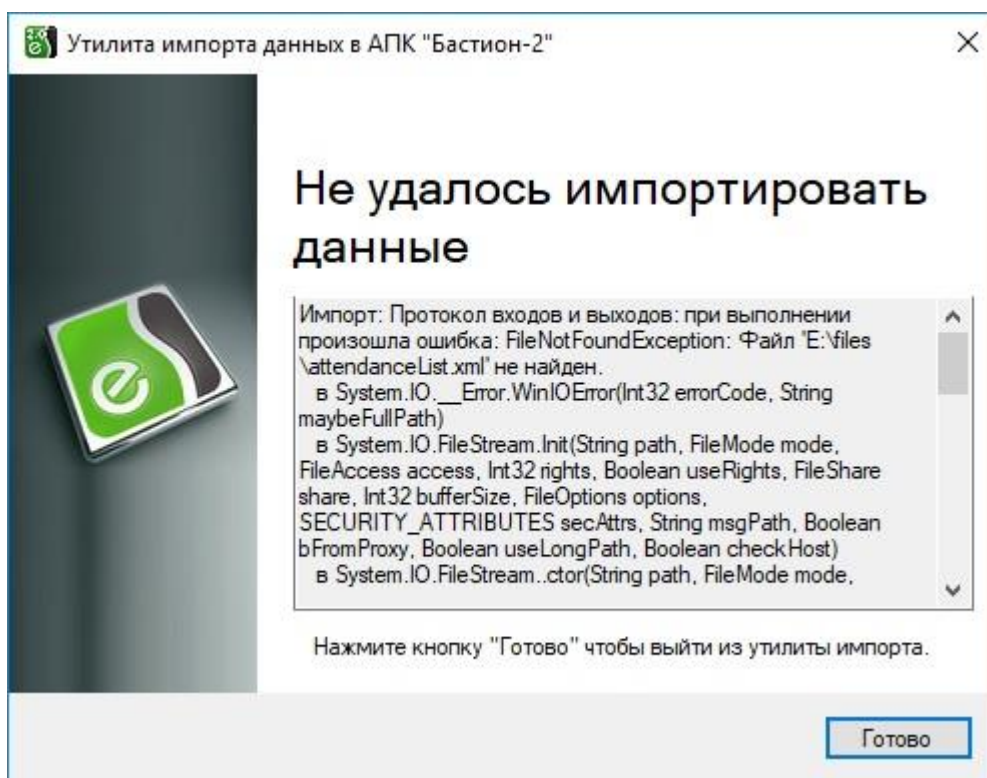 Утилита импорта данных в АПК "Бастион-2"
Не удалось импортировать
данные
Импорт: Протокол входов и выходов: при выполнении
произошла ошибка: FileNotFoundException: Файл "E:\files
\attendanceList.xml" не найден.
в System.IO.__Error.WinIOError(Int32 errorCode, String
maybeFullPath)
в System.IO.FileStream.Init(String path, FileMode mode,
FileAccess access, Int32 rights, Boolean useRights, FileShare
share, Int32 bufferSize, FileOptions options,
SECURITY_ATTRIBUTES secAttrs, String msgPath, Boolean
bFromProxy, Boolean useLongPath, Boolean checkHost)
в System.IO.FileStream..ctor(String path, FileMode mode,
Нажмите кнопку "Готово" чтобы выйти из утилиты импорта.
Готово